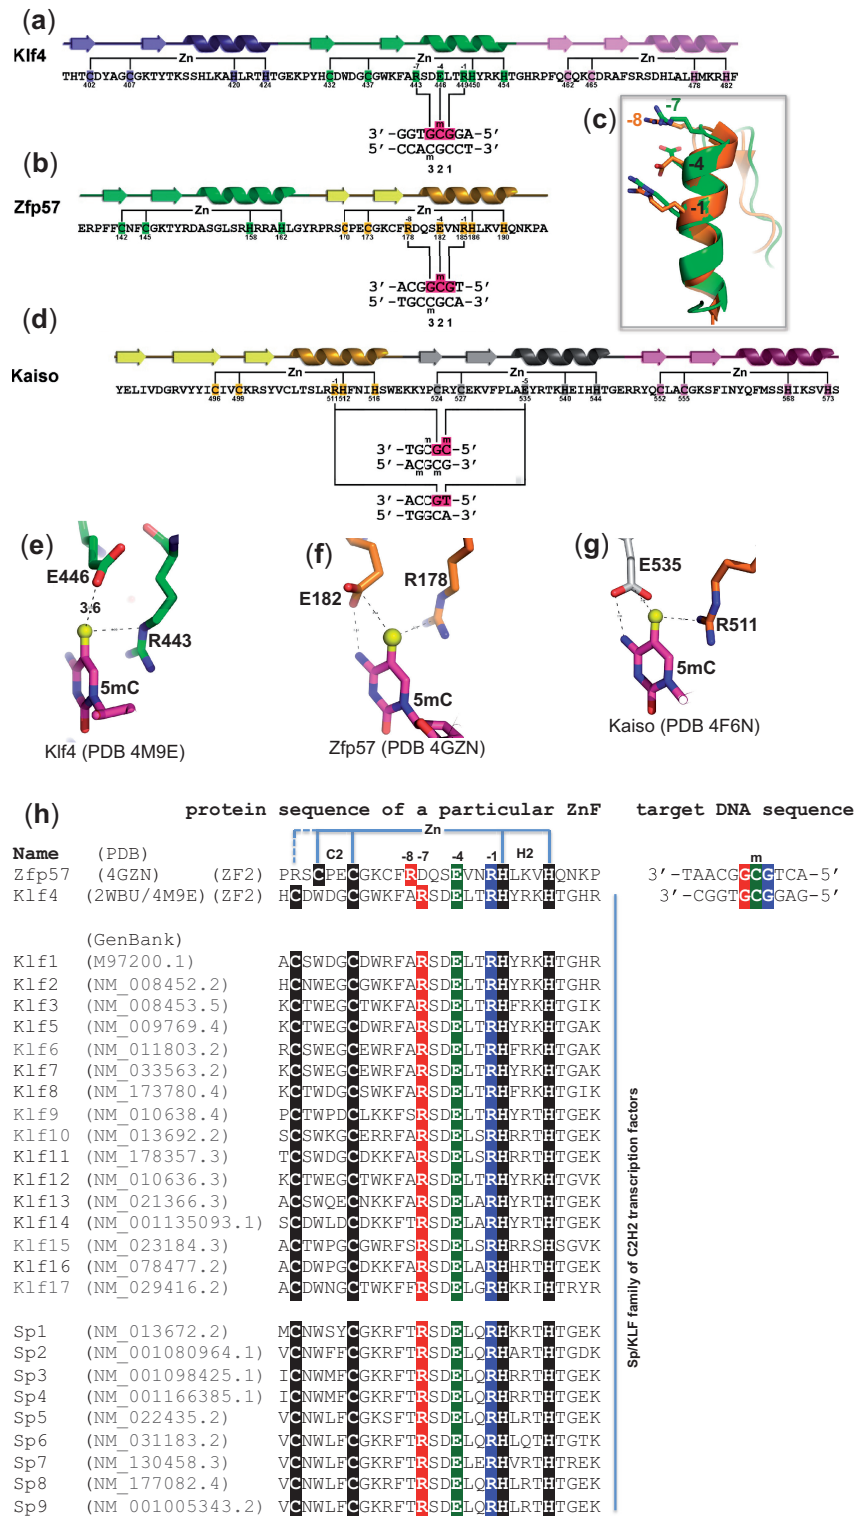 (a)
Klf4
Zn Zn Zn
-7 -4 -1
THTCDYAGCGKTYTKSSHLKAHLRTHTGEKPYHCDWDGCGWKFARSDELTRHYRKHTGHRPFQCQKCDRAFSRSDHLALHMKRHF
402 407 420 424 432 437 443 446 449 450 454 462 465 478 482
m
3′-GGTGCGGA-5′
5′-CCACGCCT-3′
m
3 2 1
(b)
Zfp57
Zn Zn
-8 -4 -1
ERPFFCNFCGKTYRDASGLSRHRRAHLGYRPRSCPECGKCFRDQSEVNRHLKVHQNKPA
142 145 158 162 170 173 178 182 185 186 190
m
3′-ACGGCGT-5′
5′-TGCCGCA-3′
m
3 2 1
(c)
-7
-8
-4
-1
(d)
Kaiso
Zn Zn Zn
-1 -5
YELIVDGRVYYICIVCKRSYVCLTSLRRHFNIHSWEKKYPCRYCEKVFPLAEYRTKHEIHHTGERRYQCLACGKSFINYQFMSSHIKSVHS
496 499 511 512 516 524 527 535 540 544 552 555 568 573
m m
3′-TGCGC-5′
5′-ACGCG-3′
m m
3′-ACCGT-5′
5′-TGGCA-3′
(e)
E446
3.6
R443
5mC
Klf4 (PDB 4M9E)
(f)
E182
R178
5mC
Zfp57 (PDB 4GZN)
(g)
E535
R511
5mC
Kaiso (PDB 4F6N)
(h)
protein sequence of a particular ZnF target DNA sequence
Zn
Name (PDB) C2 -8 -7 -4 -1 H2 m
Zfp57 (4GZN) (ZF2) PRSCPECGKCFRDQSEVNRHLKVHQNKP 3′-TAACGGCGTCA-5′
Klf4 (2WBU/4M9E)(ZF2) HCDWDGCGWKFARSDELTRHYRKHTGHR 3′-CGGTGCGGAG-5′
(GenBank)
Klf1 (M97200.1) ACSWDGCDWRFARSDELTRHYRKHTGHR
Klf2 (NM_008452.2) HCNWEGCGWKFARSDELTRHYRKHTGHR
Klf3 (NM_008453.5) KCTWEGCTWKFARSDELTRHFRKHTGIK
Klf5 (NM_009769.4) KCTWEGCDWRFARSDELTRHYRKHTGAK
Klf6 (NM_011803.2) RCSWEGCEWRFARSDELTRHFRKHTGAK
Klf7 (NM_033563.2) KCSWEGCEWRFARSDELTRHYRKHTGAK
Klf8 (NM_173780.4) KCTWDGCSWKFARSDELTRHFRKHTGIK
Klf9 (NM_010638.4) PCTWPDCLKKFSRSDELTRHYRTHTGEK
Klf10 (NM_013692.2) SCSWKGCERRFARSDELSRHRRTHTGEK
Klf11 (NM_178357.3) TCSWDGCDKKFARSDELSRHRRTHTGEK
Klf12 (NM_010636.3) KCTWEGCTWKFARSDELTRHYRKHTGVK
Klf13 (NM_021366.3) ACSWQECNKKFARSDELARHYRTHTGEK
Klf14 (NM_001135093.1) SCDWLDCDKKFTRSDELARHYRTHTGEK
Klf15 (NM_023184.3) ACTWPGCGWRFSRSDELSRHRRSHSGVK
Klf16 (NM_078477.2) ACDWPGCDKKFARSDELARHHRTHTGEK
Klf17 (NM_029416.2) ACDWNGCTWKFFRSDELGRHKRIHTRYR
Sp1 (NM_013672.2) MCNWSYCGKRFTRSDELQRHKRTHTGEK
Sp2 (NM_001080964.1) VCNWFFCGKRFTRSDELQRHARTHTGDK
Sp3 (NM_001098425.1) ICNWMFCGKRFTRSDELQRHRRTHTGEK
Sp4 (NM_001166385.1) ICNWMFCGKRFTRSDELQRHRRTHTGEK
Sp5 (NM_022435.2) VCNWLFCGKSFTRSDELQRHLRTHTGEK
Sp6 (NM_031183.2) VCNWLFCGKRFTRSDELQRHLQTHTGTK
Sp7 (NM_130458.3) VCNWLFCGKRFTRSDELERHVRTHTREK
Sp8 (NM_177082.4) VCNWLFCGKRFTRSDELQRHLRTHTGEK
Sp9 (NM_001005343.2) VCNWLFCGKRFTRSDELQRHLRTHTGEK
Sp/KLF family of C2H2 transcription factors